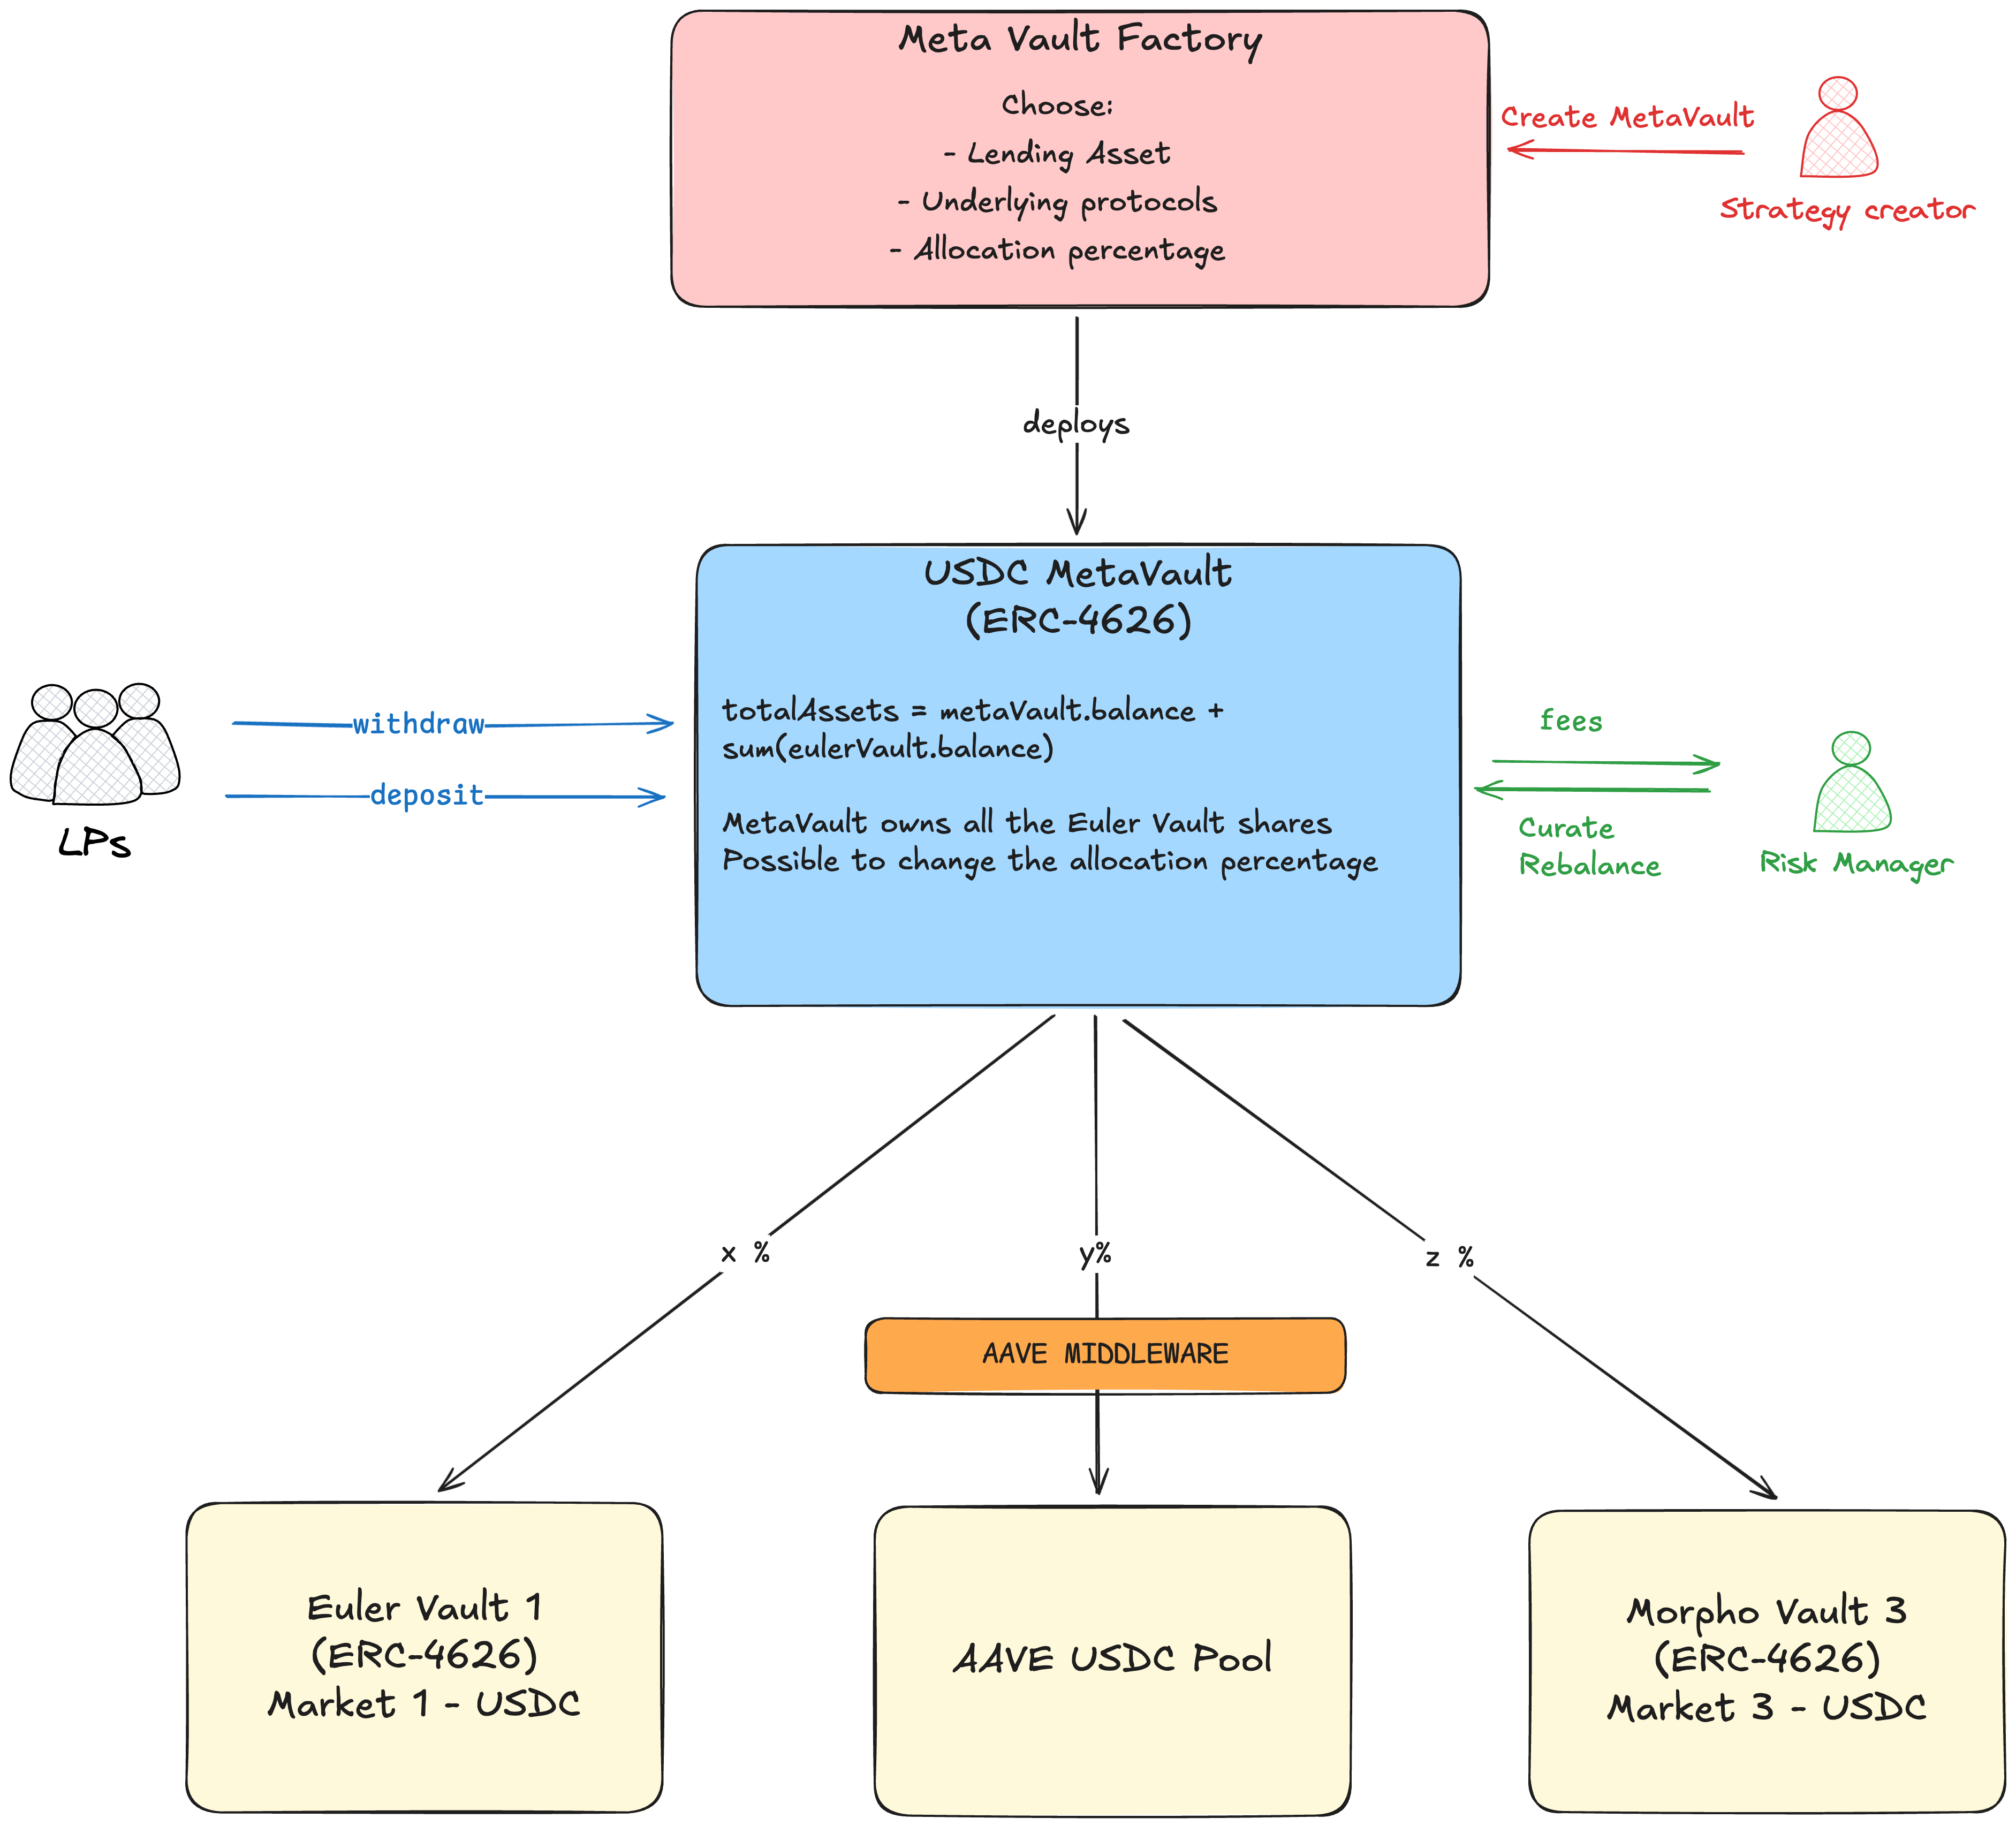 Meta Vault Factory
Choose:
- Lending Asset
- Underlying protocols
- Allocation percentage
Create MetaVault
Strategy creator
deploys
USDC MetaVault
(ERC-4626)
totalAssets = metaVault.balance +
sum(eulerVault.balance)
MetaVault owns all the Euler Vault shares
Possible to change the allocation percentage
withdraw
deposit
LPs
fees
Curate
Rebalance
Risk Manager
x %
y%
z %
AAVE MIDDLEWARE
Euler Vault 1
(ERC-4626)
Market 1 - USDC
AAVE USDC Pool
Morpho Vault 3
(ERC-4626)
Market 3 - USDC